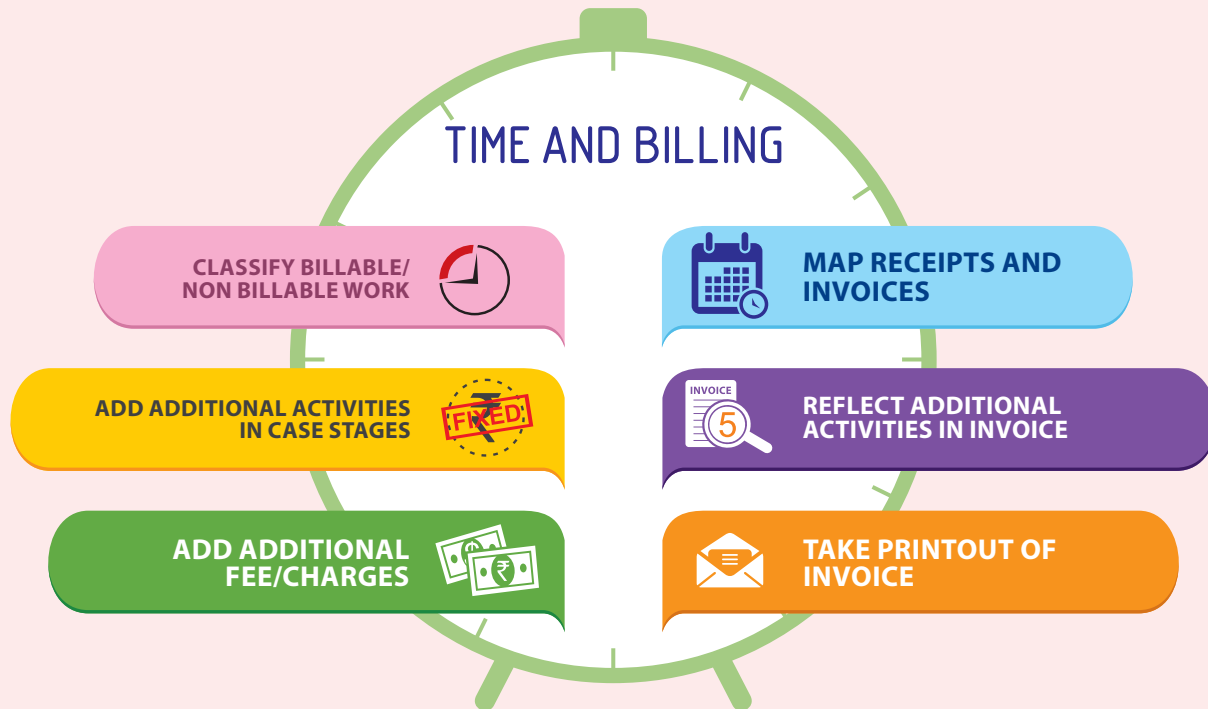 TIME AND BILLING
CLASSIFY BILLABLE/
NON BILLABLE WORK
ADD ADDITIONAL ACTIVITIES
IN CASE STAGES
FIXED
₹
ADD ADDITIONAL
FEE/CHARGES
₹
₹
MAP RECEIPTS AND
INVOICES
INVOICE
5
REFLECT ADDITIONAL
ACTIVITIES IN INVOICE
TAKE PRINTOUT OF
INVOICE